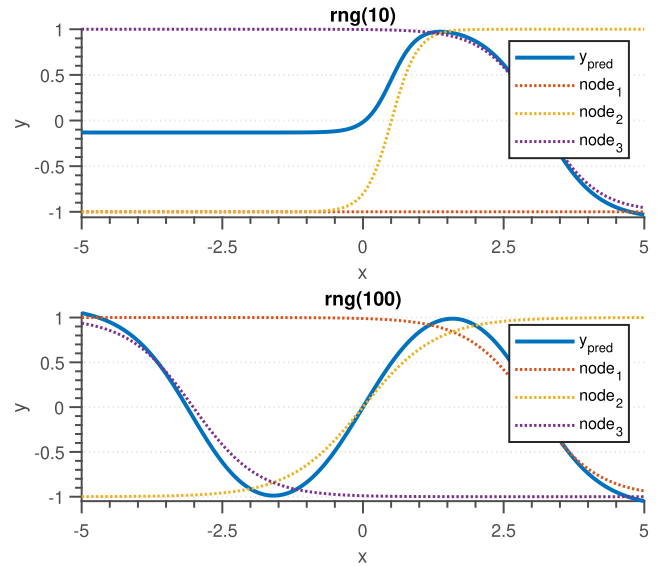 rng(10)
1
0.5
0
-0.5
-1
y
y_pred
node_1
node_2
node_3
-5
-2.5
0
2.5
5
x
rng(100)
1
0.5
0
-0.5
-1
y
y_pred
node_1
node_2
node_3
-5
-2.5
0
2.5
5
x